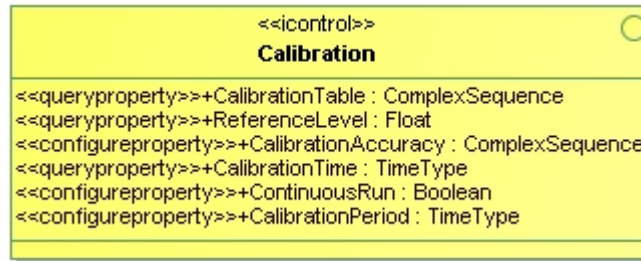 <<icontrol>>
Calibration
<<queryproperty>>+CalibrationTable : ComplexSequence
<<queryproperty>>+ReferenceLevel : Float
<<configureproperty>>+CalibrationAccuracy : ComplexSequence
<<queryproperty>>+CalibrationTime : TimeType
<<configureproperty>>+ContinuousRun : Boolean
<<configureproperty>>+CalibrationPeriod : TimeType